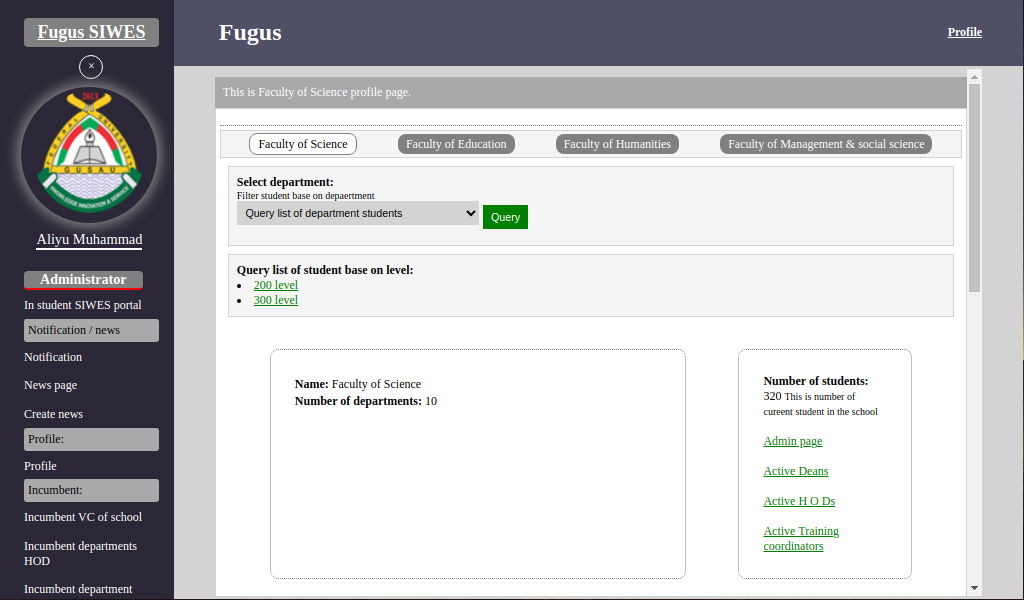 Fugus SIWES
×
2013
FEDERAL UNIVERSITY
GUSAU
KNOWLEDGE INNOVATION & SERVICE
Aliyu Muhammad
Administrator
In student SIWES portal
Notification / news
Notification
News page
Create news
Profile:
Profile
Incumbent:
Incumbent VC of school
Incumbent departments
HOD
Incumbent department
Fugus
Profile
This is Faculty of Science profile page.
Faculty of Science
Faculty of Education
Faculty of Humanities
Faculty of Management & social science
Select department:
Filter student base on depaertment
Query list of department students
Query
Query list of student base on level:
200 level
300 level
Name: Faculty of Science
Number of departments: 10
Number of students:
320 This is number of
cureent student in the school
Admin page
Active Deans
Active H O Ds
Active Training
coordinators